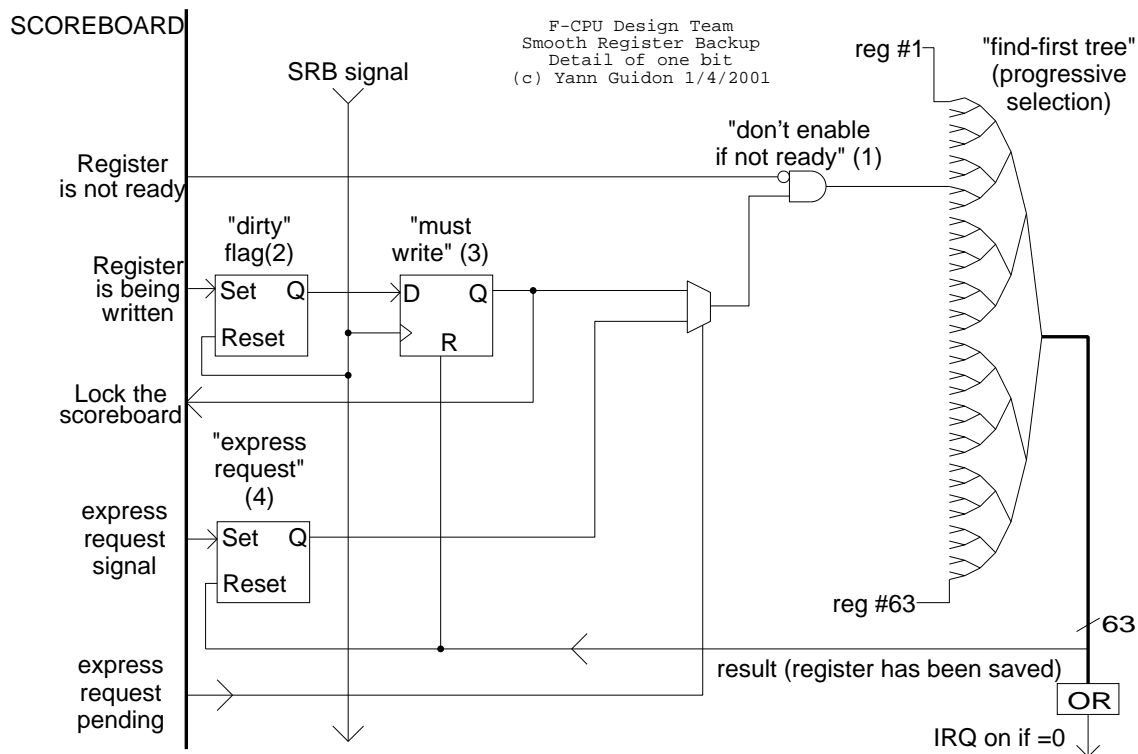 SCOREBOARD
F-CPU Design Team
Smooth Register Backup
Detail of one bit
(c) Yann Guidon 1/4/2001
SRB signal
reg #1
"find-first tree"
(progressive
selection)
"don't enable
if not ready" (1)
Register
is not ready
"dirty"
flag(2)
"must
write" (3)
Register
is being
written
Set Q
Reset
D Q
R
Lock the
scoreboard
"express
request"
(4)
express
request
signal
Set Q
Reset
reg #63
63
result (register has been saved)
express
request
pending
OR
IRQ on if =0